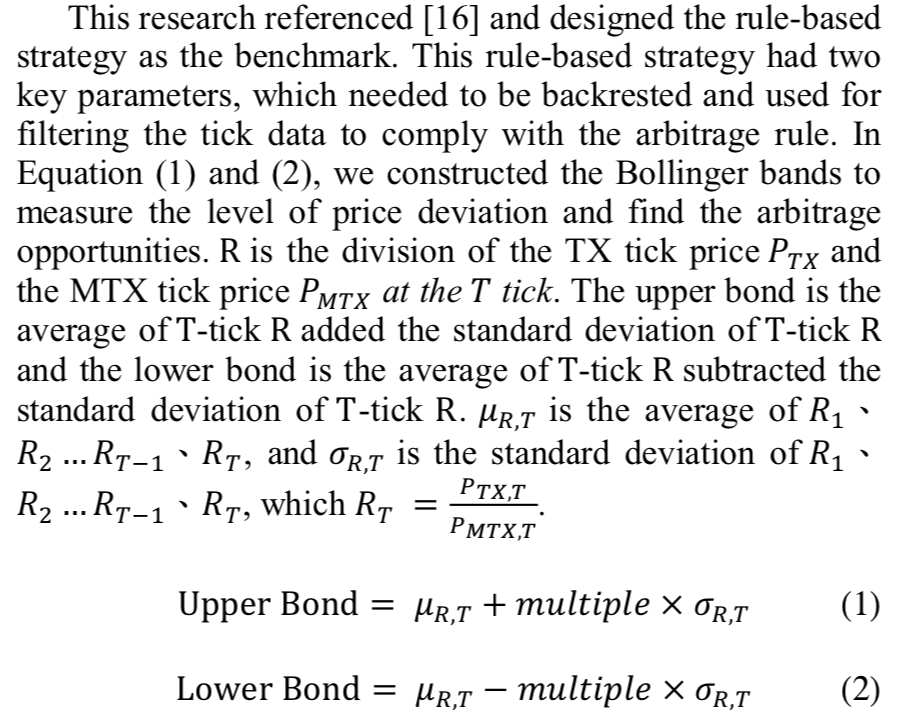 This research referenced [16] and designed the rule-based
strategy as the benchmark. This rule-based strategy had two
key parameters, which needed to be backrested and used for
filtering the tick data to comply with the arbitrage rule. In
Equation (1) and (2), we constructed the Bollinger bands to
measure the level of price deviation and find the arbitrage
opportunities. R is the division of the TX tick price $P_{TX}$ and
the MTX tick price $P_{MTX}$ at the T tick. The upper bond is the
average of T-tick R added the standard deviation of T-tick R
and the lower bond is the average of T-tick R subtracted the
standard deviation of T-tick R. $\mu_{R,T}$ is the average of $R_1$、
$R_2 \ldots R_{T-1}$、$R_T$, and $\sigma_{R,T}$ is the standard deviation of $R_1$、
$R_2 \ldots R_{T-1}$、$R_T$, which $R_T = \frac{P_{TX,T}}{P_{MTX,T}}$.
Upper Bond = $\mu_{R,T} + multiple \times \sigma_{R,T}$ (1)
Lower Bond = $\mu_{R,T} - multiple \times \sigma_{R,T}$ (2)